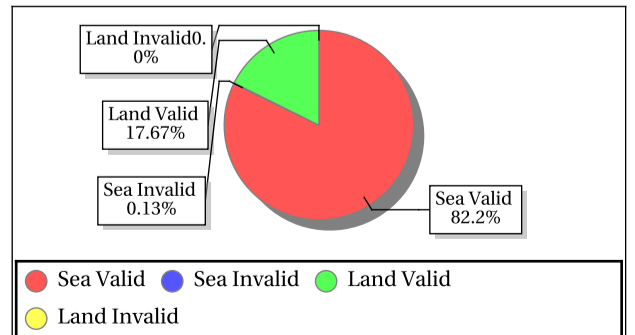 Land Invalid0.
0%
Land Valid
17.67%
Sea Invalid
0.13%
Sea Valid
82.2%
Sea Valid Sea Invalid Land Valid
Land Invalid